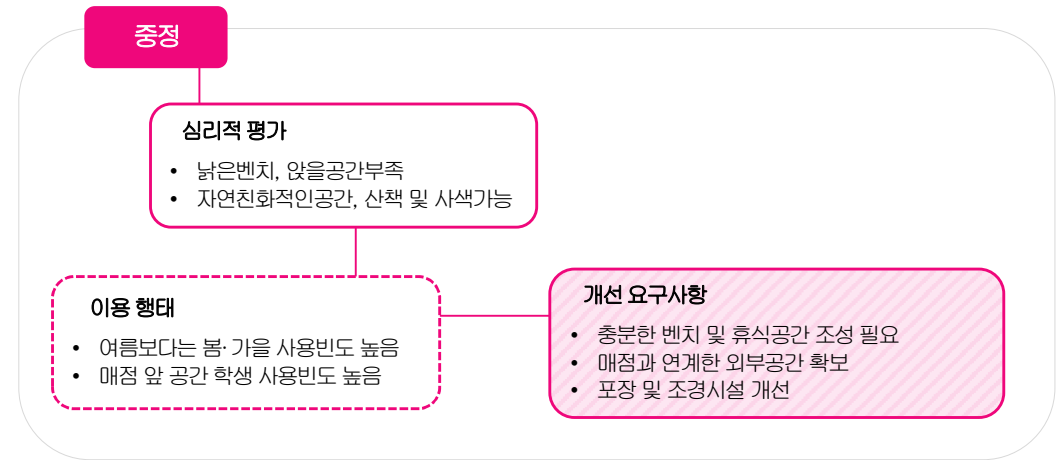 중정
심리적 평가
• 낡은벤치, 앉을공간부족
• 자연친화적인공간, 산책 및 사색가능
이용 행태
• 여름보다는 봄·가을 사용빈도 높음
• 매점 앞 공간 학생 사용빈도 높음
개선 요구사항
• 충분한 벤치 및 휴식공간 조성 필요
• 매점과 연계한 외부공간 확보
• 포장 및 조경시설 개선